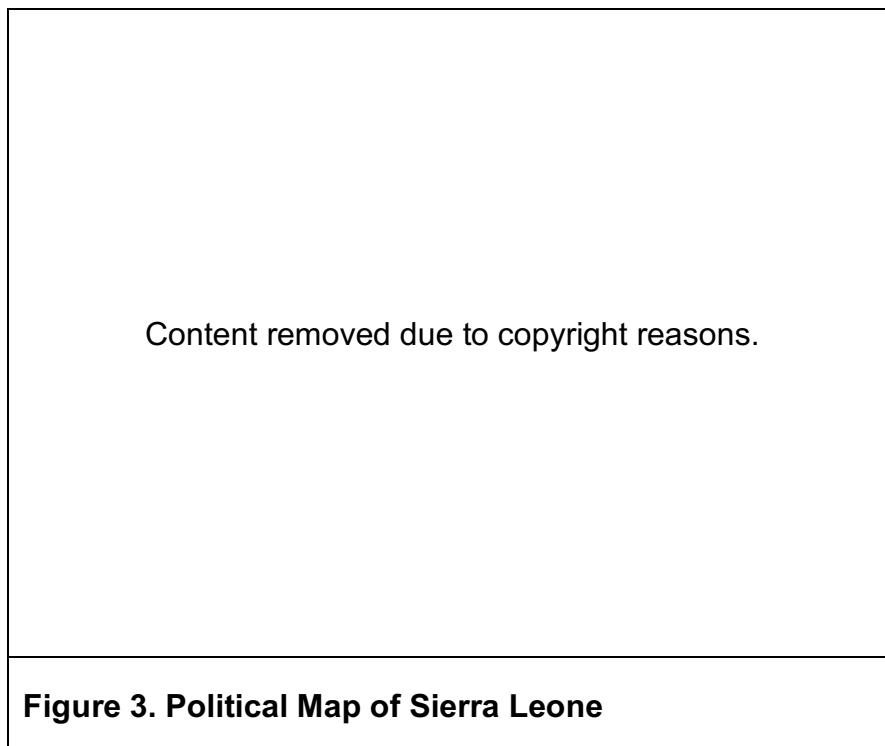 Content removed due to copyright reasons.
Figure 3. Political Map of Sierra Leone